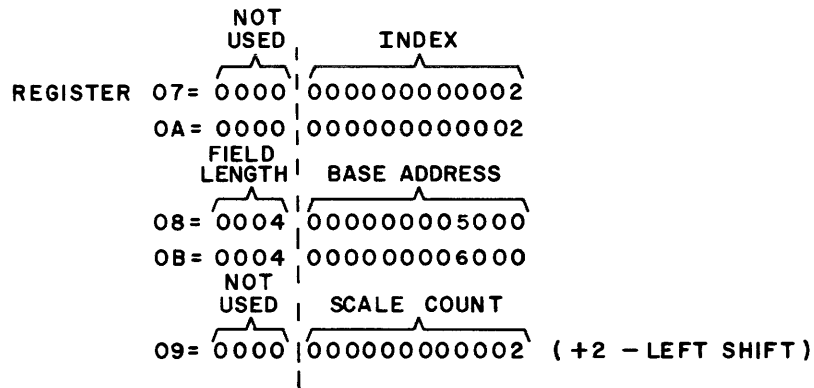 NOT
USED INDEX
REGISTER 07= 0000 000000000002
0A= 0000 000000000002
FIELD
LENGTH BASE ADDRESS
08= 0004 000000005000
0B= 0004 000000006000
NOT
USED SCALE COUNT
09= 0000 000000000002 (+2 - LEFT SHIFT)